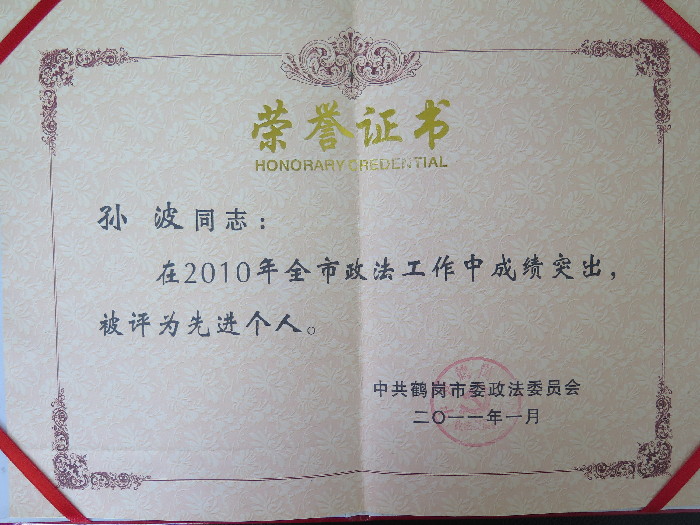 荣誉证书
HONORARY CREDENTIAL
孙 波同志：
在2010年全市政法工作中成绩突出，
被评为先进个人。
中共鹤岗市委政法委员会
二〇一一年一月